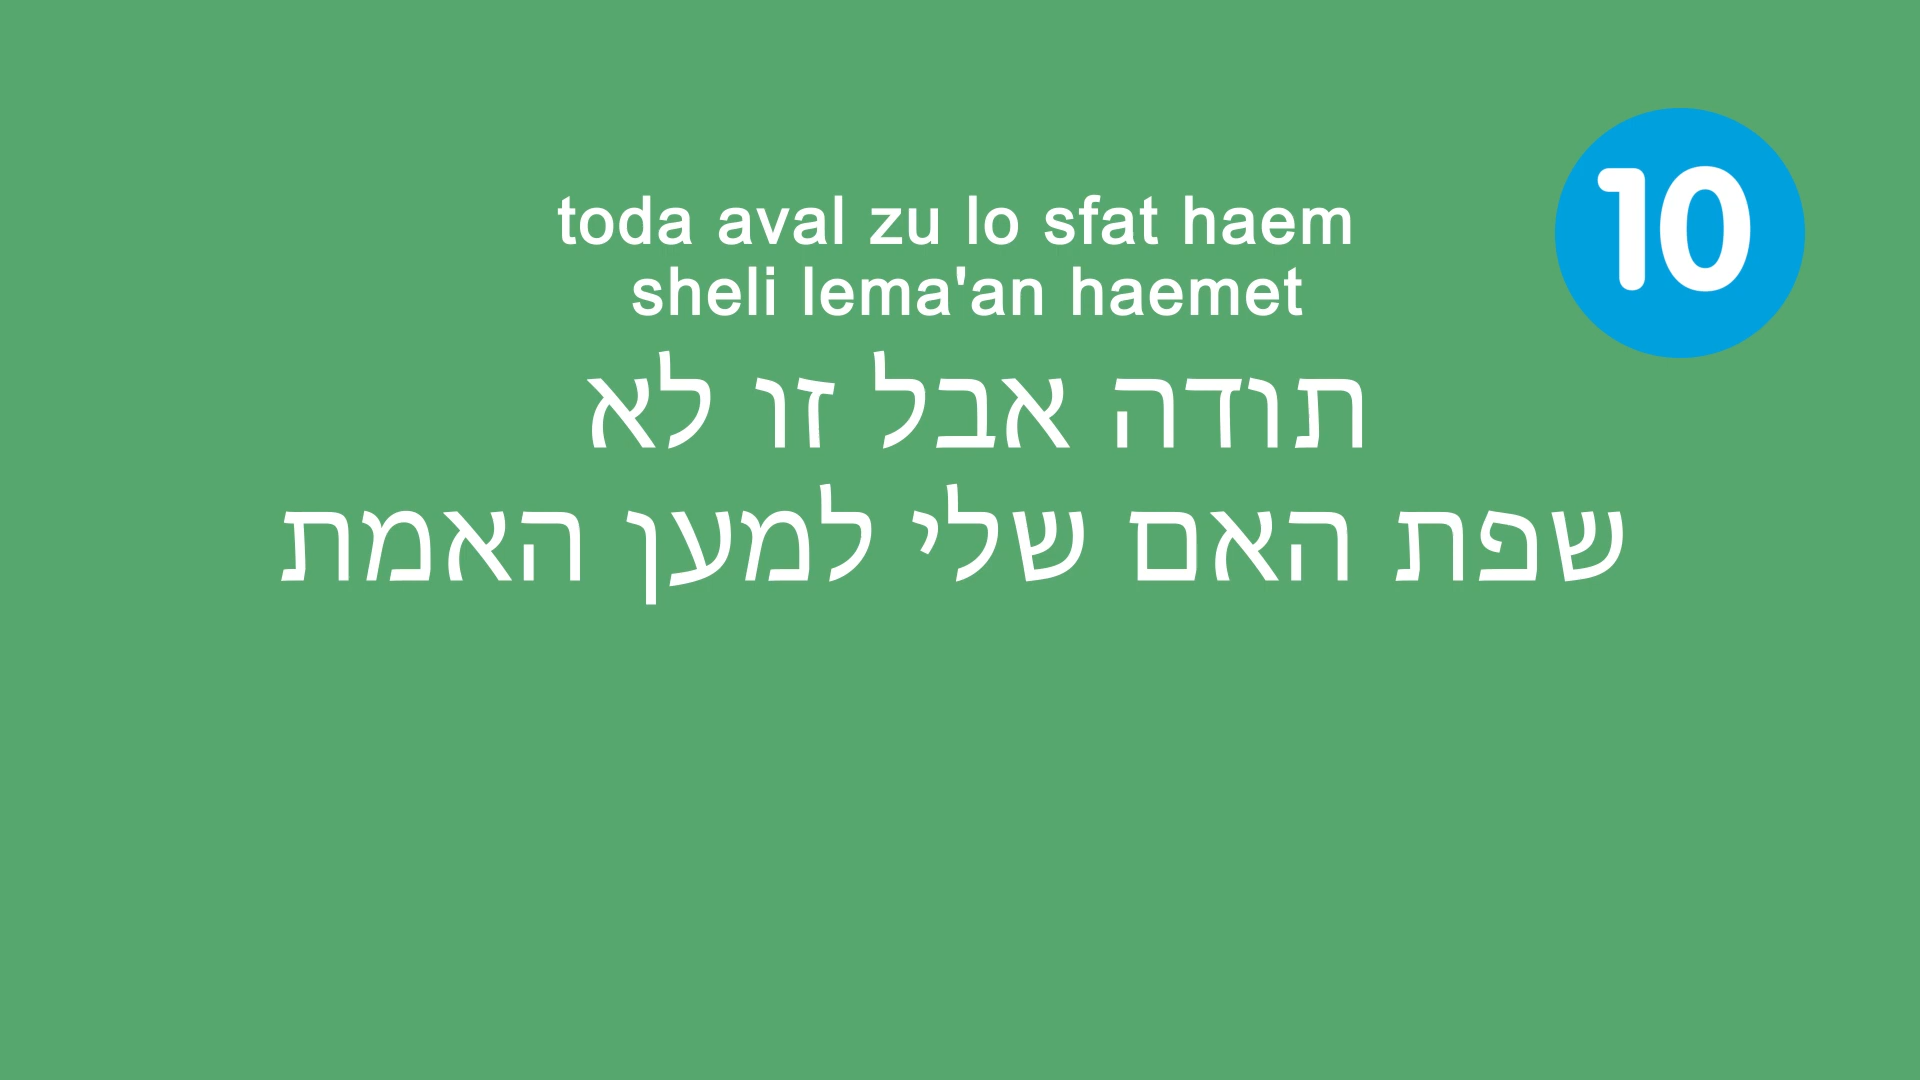 10
toda aval zu lo sfat haem
sheli lema'an haemet
תודה אבל זו לא
שפת האם שלי למען האמת